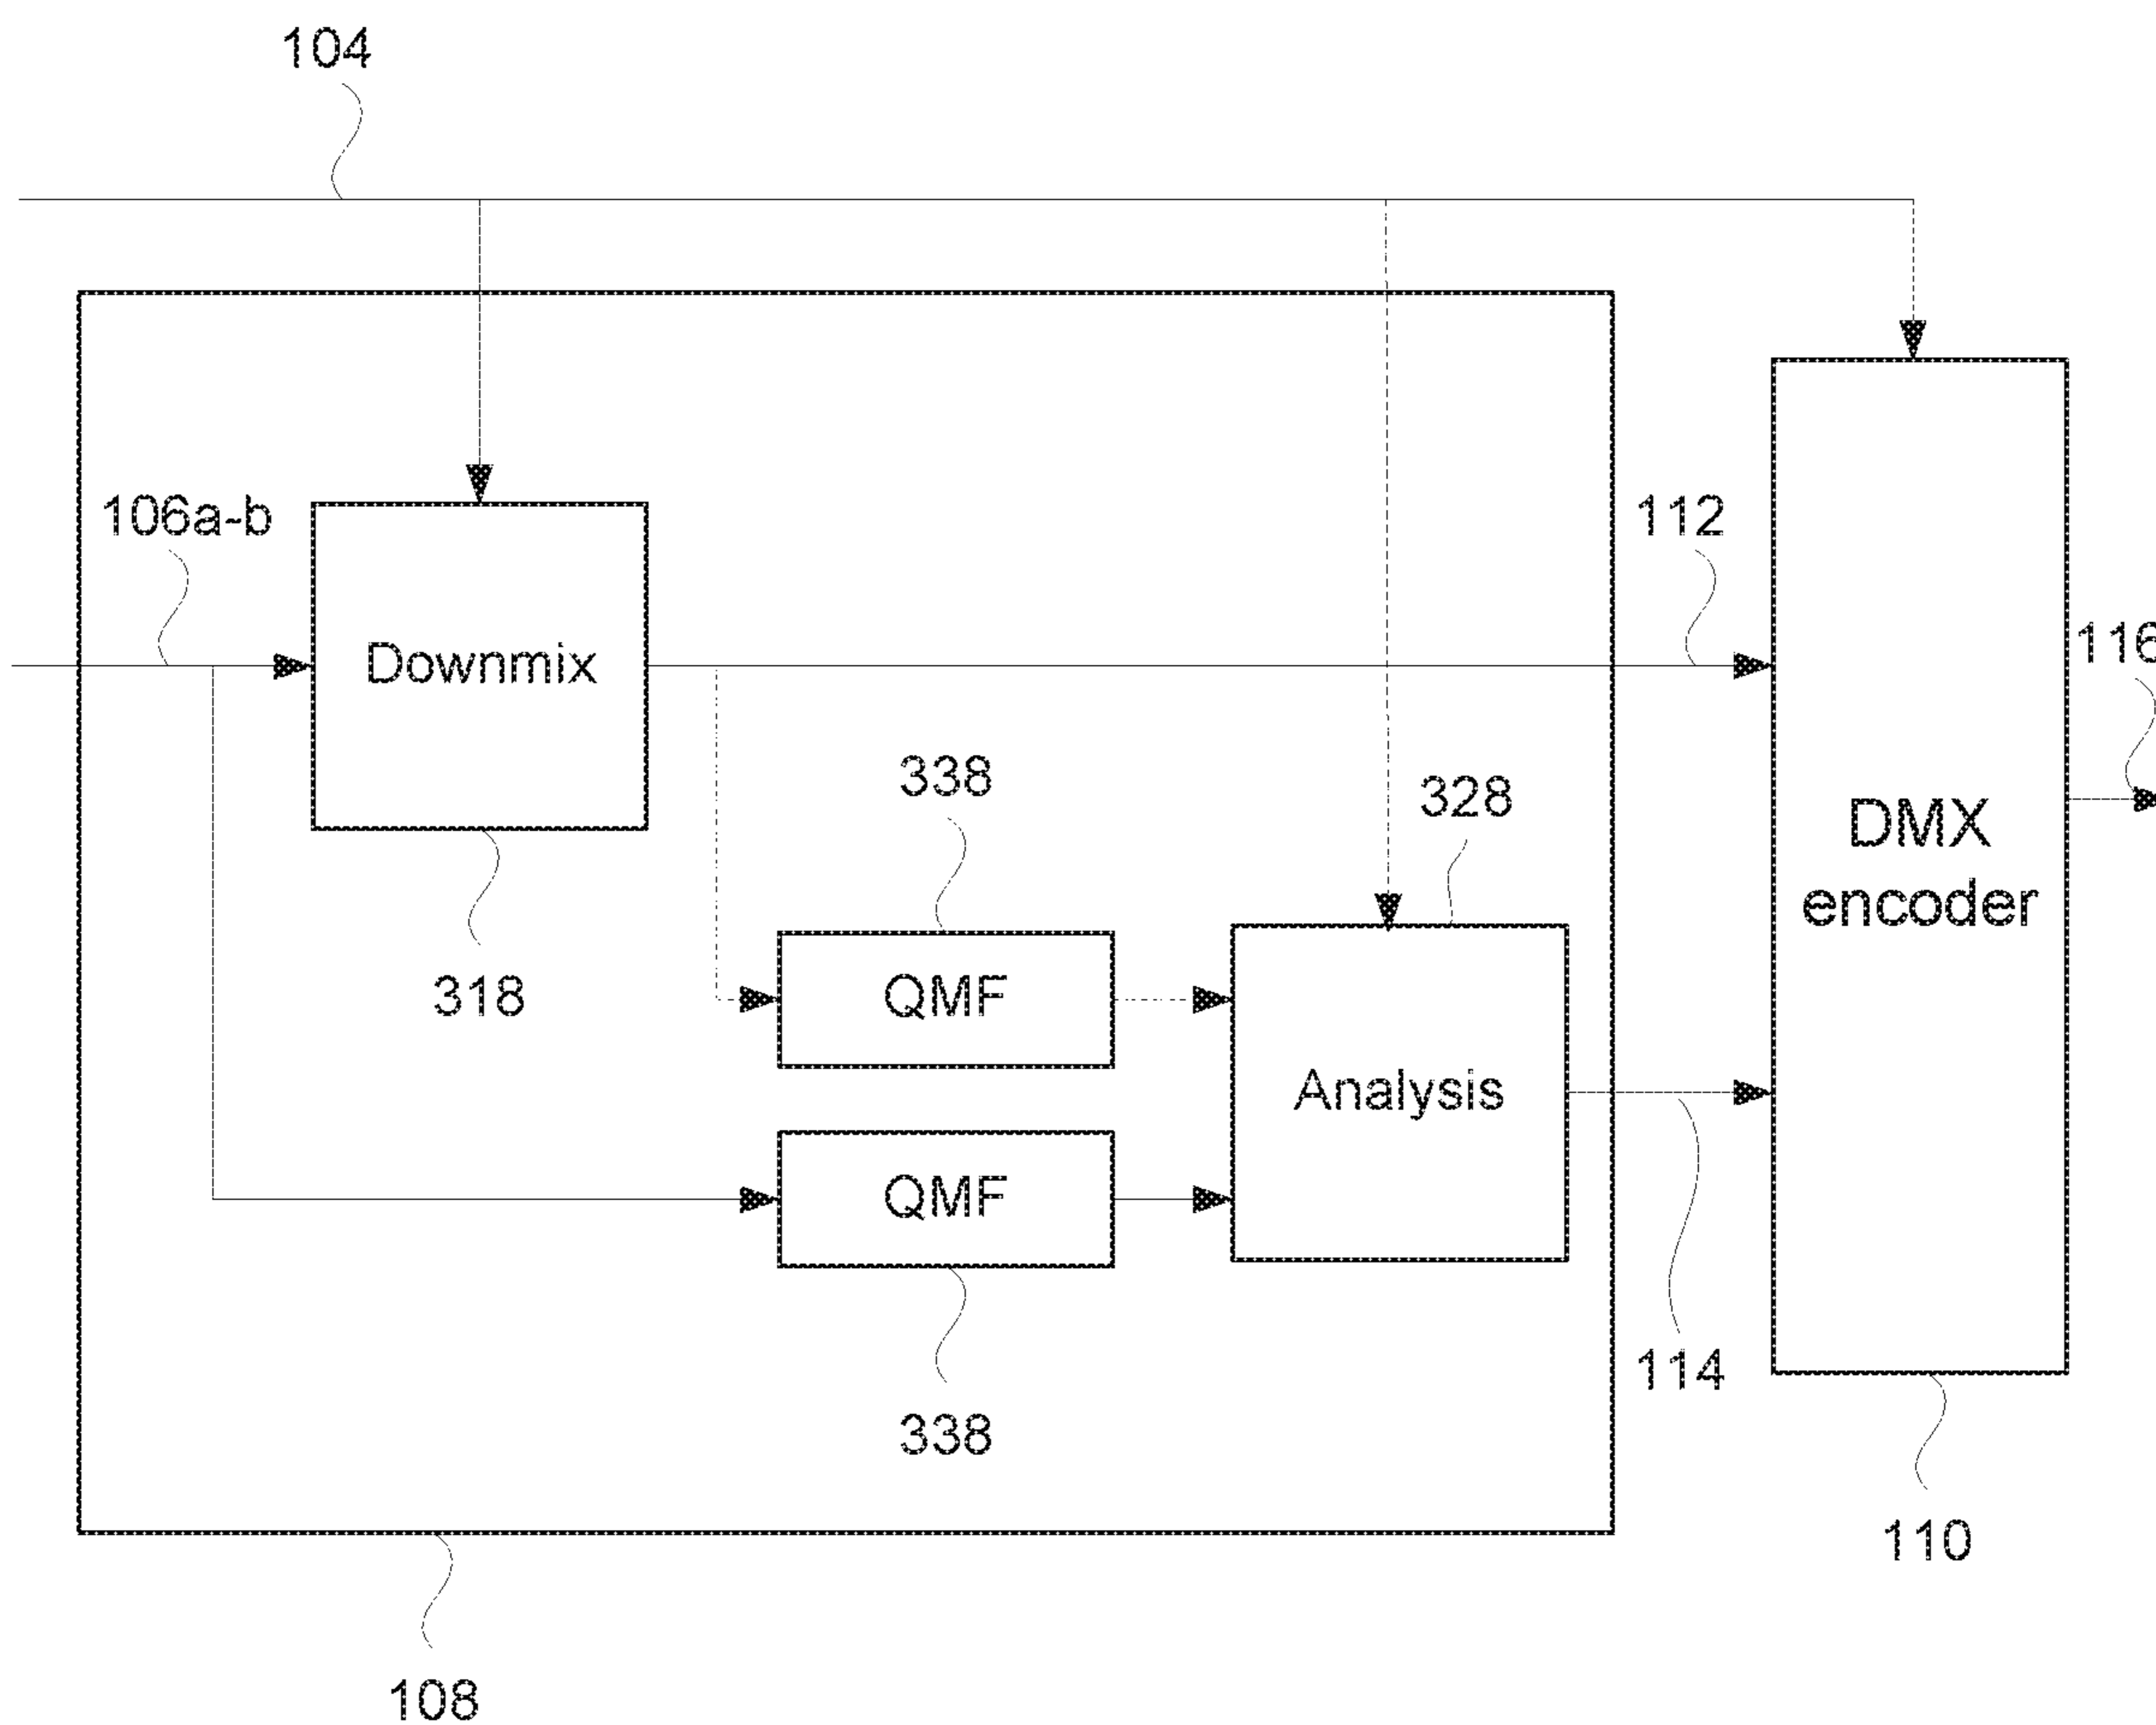 104
106a-b
Downmix
112
116
338
328
DMX
encoder
318
QMF
Analysis
QMF
114
338
110
108